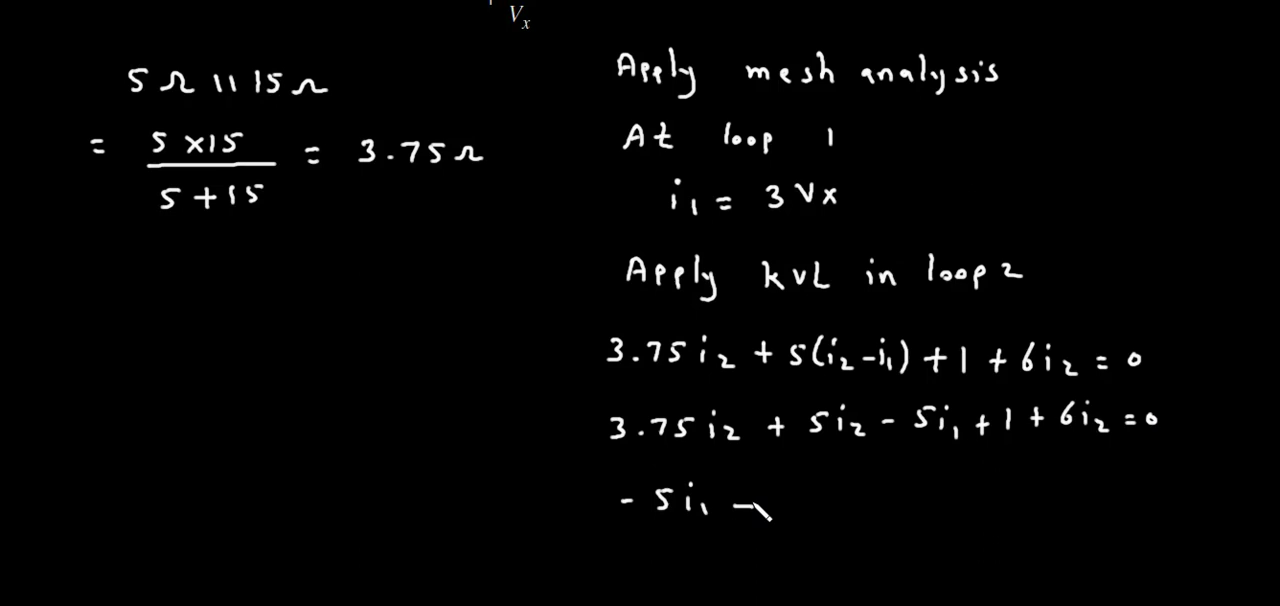 Vx
5Ω || 15Ω
= 5 × 15 / 5 + 15 = 3.75Ω
Apply mesh analysis
At loop 1
i₁ = 3Vx
Apply kVL in loop 2
3.75i₂ + 5(i₂ - i₁) + 1 + 6i₂ = 0
3.75i₂ + 5i₂ - 5i₁ + 1 + 6i₂ = 0
- 5i₁